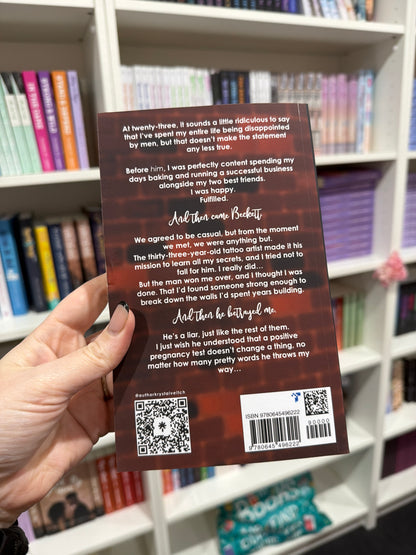 At twenty-three, it sounds a little ridiculous to say
that I've spent my entire life being disappointed
by men, but that doesn't make the statement
any less true.
Before him, I was perfectly content spending my
days baking and running a successful business
alongside my two best friends.
I was happy.
Fulfilled.
And then came Beckett.
We agreed to be casual, but from the moment
we met, we were anything but.
The thirty-three-year-old tattoo artist made it his
mission to learn all my secrets, and I tried not to
fall for him. I really did...
But the man won me over, and I thought I was
done. That I'd found someone strong enough to
break down the walls I'd spent years building.
And then he betrayed me.
He's a liar, just like the rest of them.
I just wish he understood that a positive
pregnancy test doesn't change a thing, no
matter how many pretty words he throws my
way...
@authorkrystalveitch
ISBN 9780645496222
90000
9 780645 496222